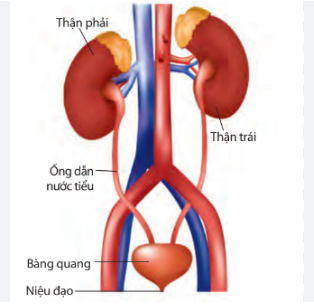 Thận phải
Thận trái
Ống dẫn
nước tiểu
Bàng quang
Niệu đạo